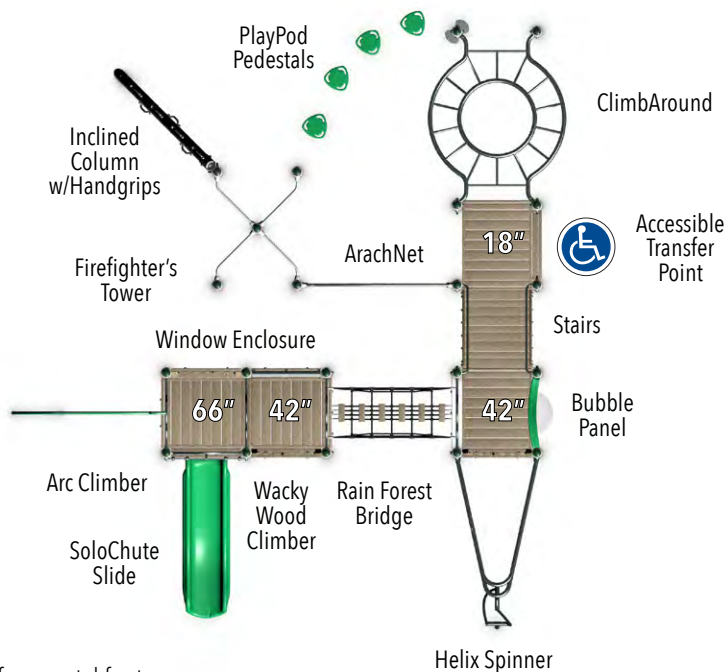 PlayPod
Pedestals
ClimbAround
Inclined
Column
w/Handgrips
18"
Accessible
Transfer
Point
ArachNet
Firefighter's
Tower
Stairs
Window Enclosure
66"
42"
42"
Bubble
Panel
Arc Climber
Wacky
Wood
Climber
Rain Forest
Bridge
SoloChute
Slide
Helix Spinner